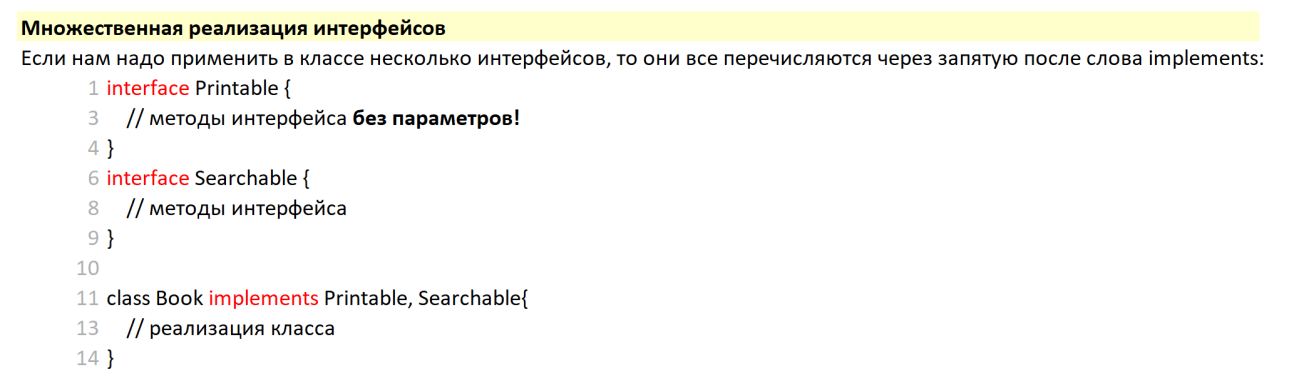 Множественная реализация интерфейсов
Если нам надо применить в классе несколько интерфейсов, то они все перечисляются через запятую после слова implements:
1 interface Printable {
3 // методы интерфейса без параметров!
4 }
6 interface Searchable {
8 // методы интерфейса
9 }
10
11 class Book implements Printable, Searchable{
13 // реализация класса
14 }